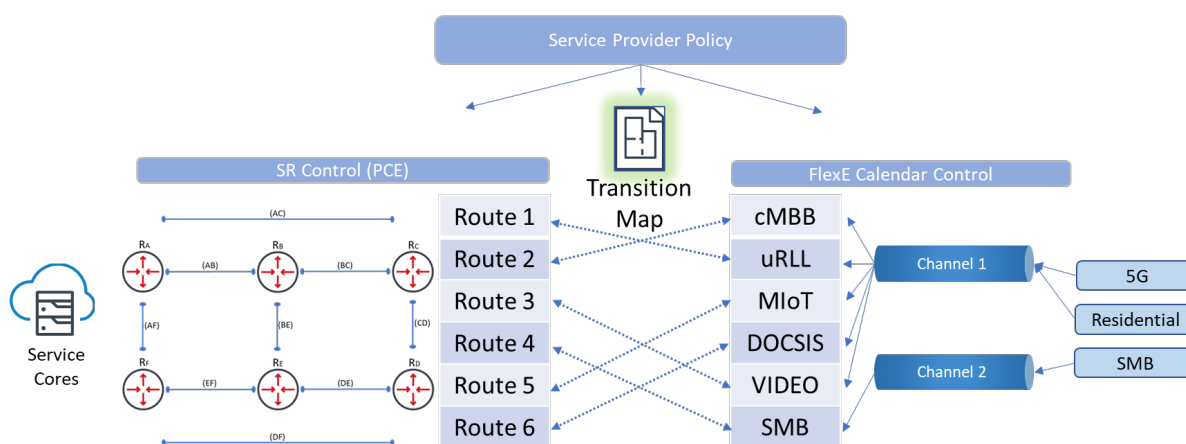 Service Provider Policy
SR Control (PCE)
Transition
Map
FlexE Calendar Control
(AC)
RA
RB
RC
(AB)
(BC)
(AF)
(BE)
(CD)
RF
RE
RD
(EF)
(DE)
(DF)
Service
Cores
Route 1
Route 2
Route 3
Route 4
Route 5
Route 6
cMBB
uRLL
MIoT
DOCSIS
VIDEO
SMB
Channel 1
Channel 2
5G
Residential
SMB